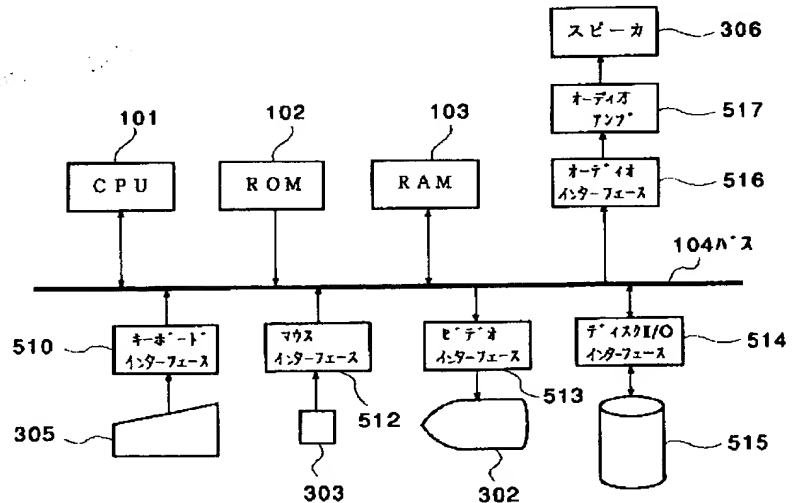 スピーカ
306
オーディオ
アンプ
517
101
102
103
CPU
ROM
RAM
オーディオ
インターフェース
516
104バス
510
キーボード
インターフェース
マウス
インターフェース
512
ビデオ
インターフェース
513
ディスクI/O
インターフェース
514
305
303
302
515